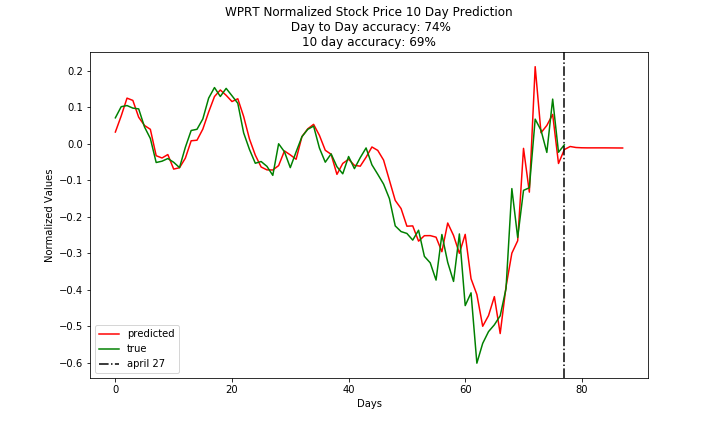 WPRT Normalized Stock Price 10 Day Prediction
Day to Day accuracy: 74%
10 day accuracy: 69%
0.2
0.1
0.0
−0.1
−0.2
−0.3
−0.4
−0.5
−0.6
Normalized Values
predicted
true
april 27
0 20 40 60 80
Days